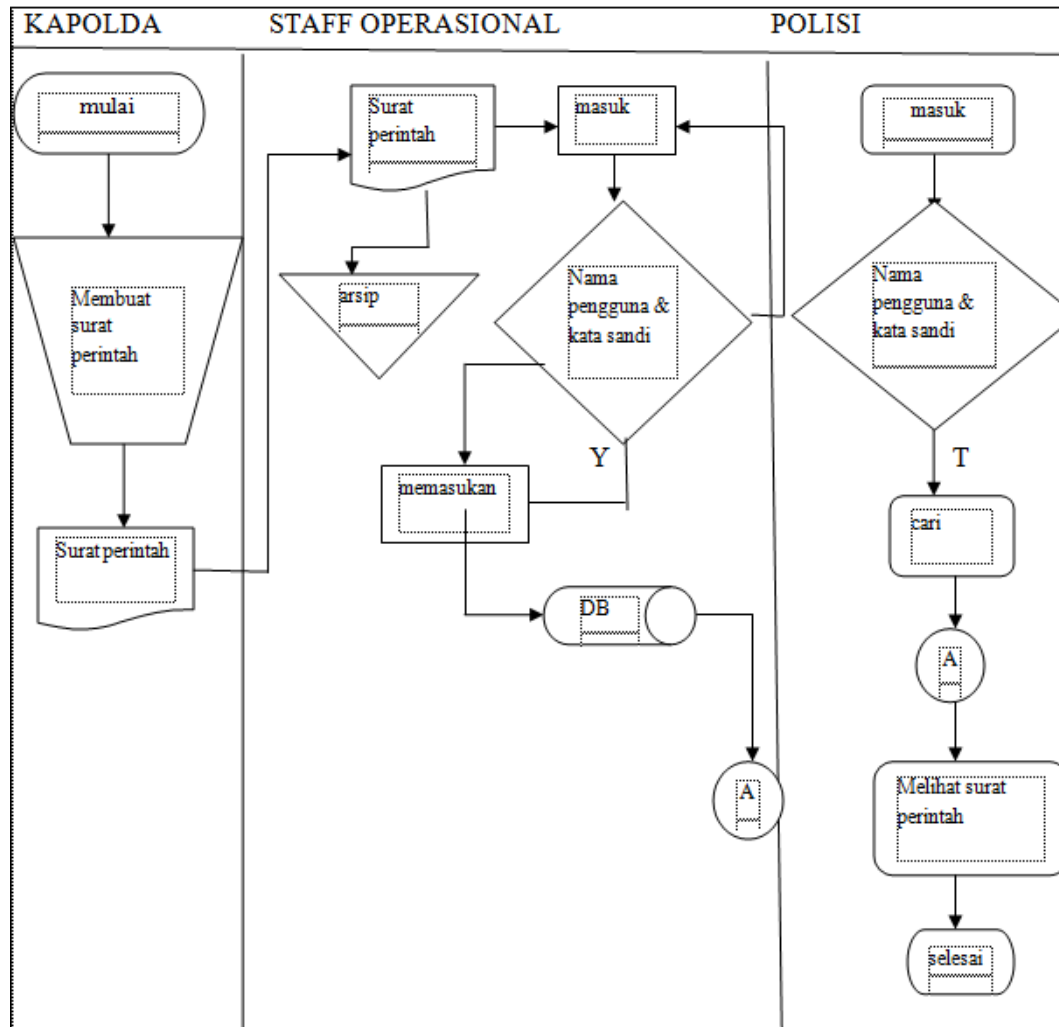 KAPOLDA
STAFF OPERASIONAL
POLISI
mulai
Membuat
surat
perintah
Surat perintah
Surat
perintah
masuk
arsip
Nama
pengguna &
kata sandi
Y
memasukan
DB
A
masuk
Nama
pengguna &
kata sandi
T
cari
A
Melihat surat
perintah
selesai